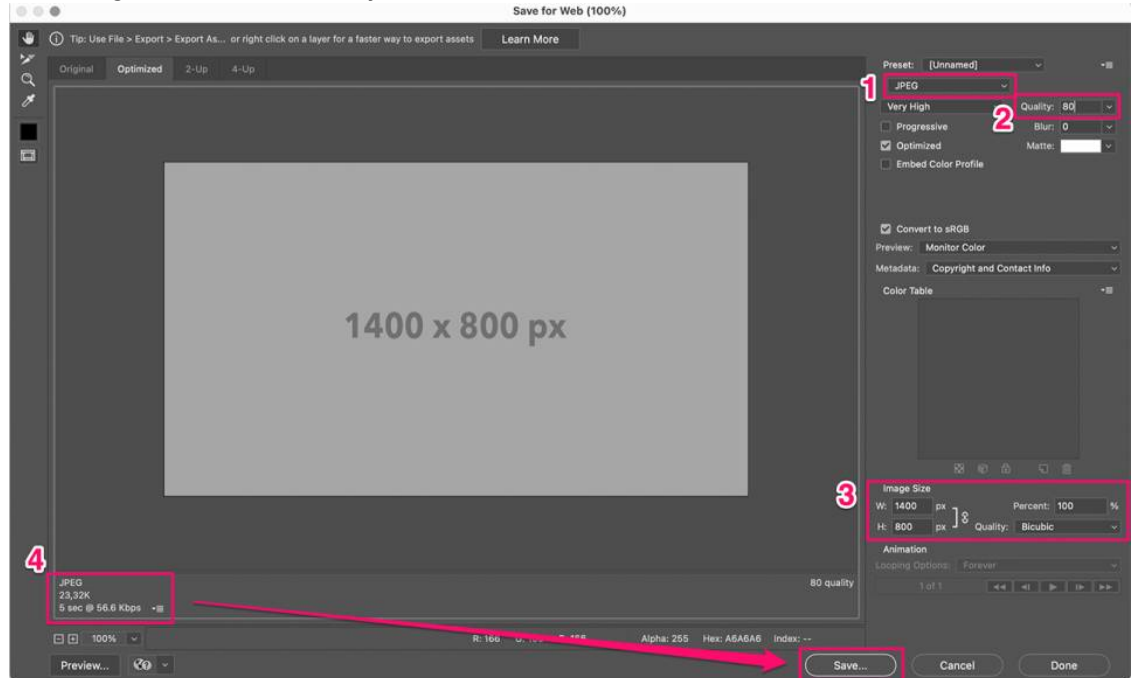 Save for Web (100%)
Tip: Use File > Export > Export As... or right click on a layer for a faster way to export assets
Learn More
Original Optimized 2-Up 4-Up
1400 x 800 px
Preset: [Unnamed]
1 JPEG
Very High 2 Quality: 80
Progressive Blur: 0
Optimized Matte:
Embed Color Profile
Convert to sRGB
Preview: Monitor Color
Metadata: Copyright and Contact Info
Color Table
3 Image Size
W: 1400 px Percent: 100 %
H: 800 px Quality: Bicubic
Animation
Looping Options: Forever
1 of 1
4
JPEG
23,32K
5 sec @ 56.6 Kbps
80 quality
100%
R: 166
Alpha: 255 Hex: A6A6A6 Index: --
Preview...
Save... Cancel Done